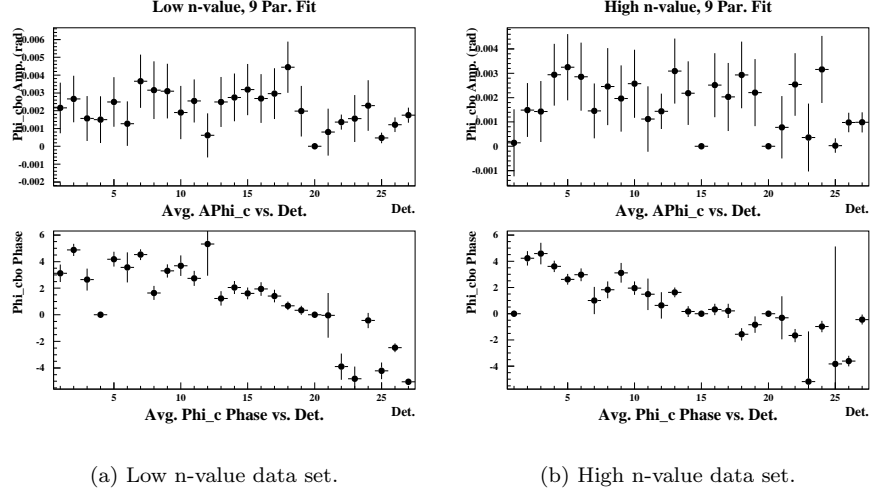 Low n-value, 9 Par. Fit
Phi_cbo Amp. (rad)
0.006
0.005
0.004
0.003
0.002
0.001
0
-0.001
-0.002
5
10
15
20
25
Avg. APhi_c vs. Det.
Det.
Phi_cbo Phase
6
4
2
0
-2
-4
5
10
15
20
25
Avg. Phi_c Phase vs. Det.
Det.
(a) Low n-value data set.
High n-value, 9 Par. Fit
Phi_cbo Amp. (rad)
0.004
0.003
0.002
0.001
0
-0.001
5
10
15
20
25
Avg. APhi_c vs. Det.
Det.
Phi_cbo Phase
6
4
2
0
-2
-4
5
10
15
20
25
Avg. Phi_c Phase vs. Det.
Det.
(b) High n-value data set.